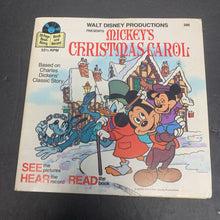 WALT DISNEY PRODUCTIONS
PRESENTS
MICKEY'S
CHRISTMAS CAROL
33⅓ RPM
Based on
Charles
Dickens'
Classic Story
SEE the pictures
HEAR the record
READ the book